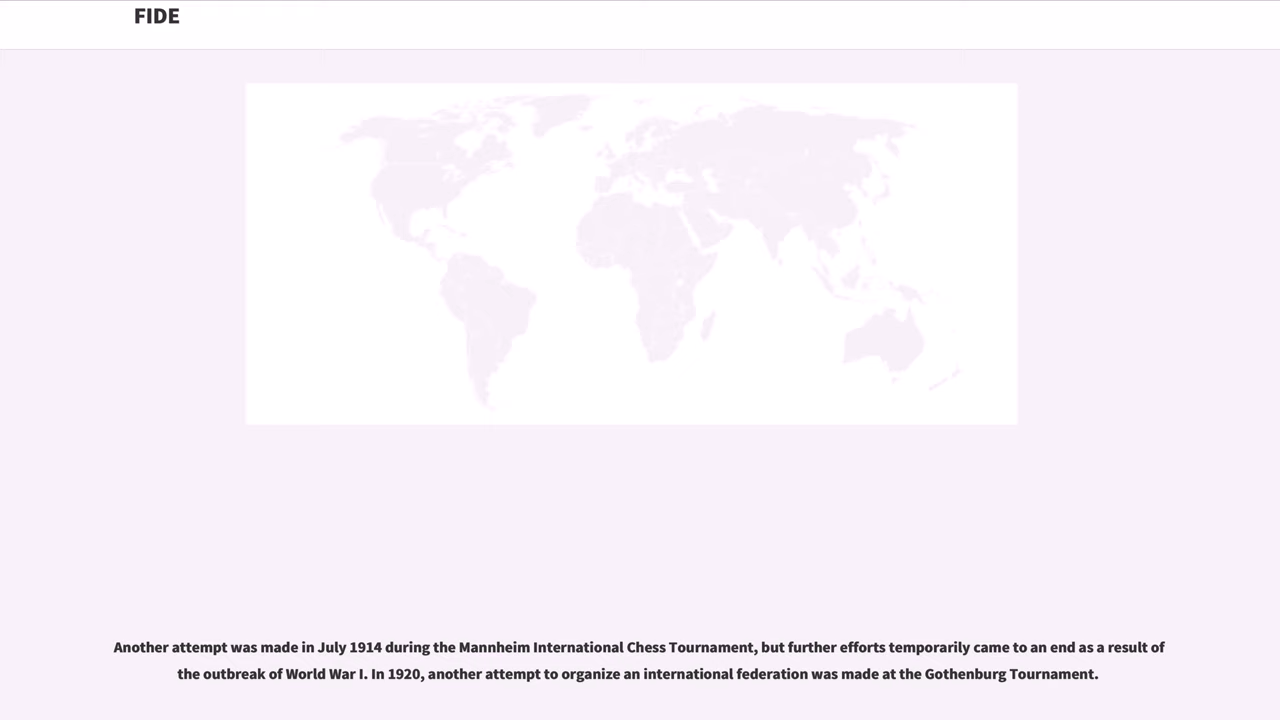 FIDE
Another attempt was made in July 1914 during the Mannheim International Chess Tournament, but further efforts temporarily came to an end as a result of
the outbreak of World War I. In 1920, another attempt to organize an international federation was made at the Gothenburg Tournament.